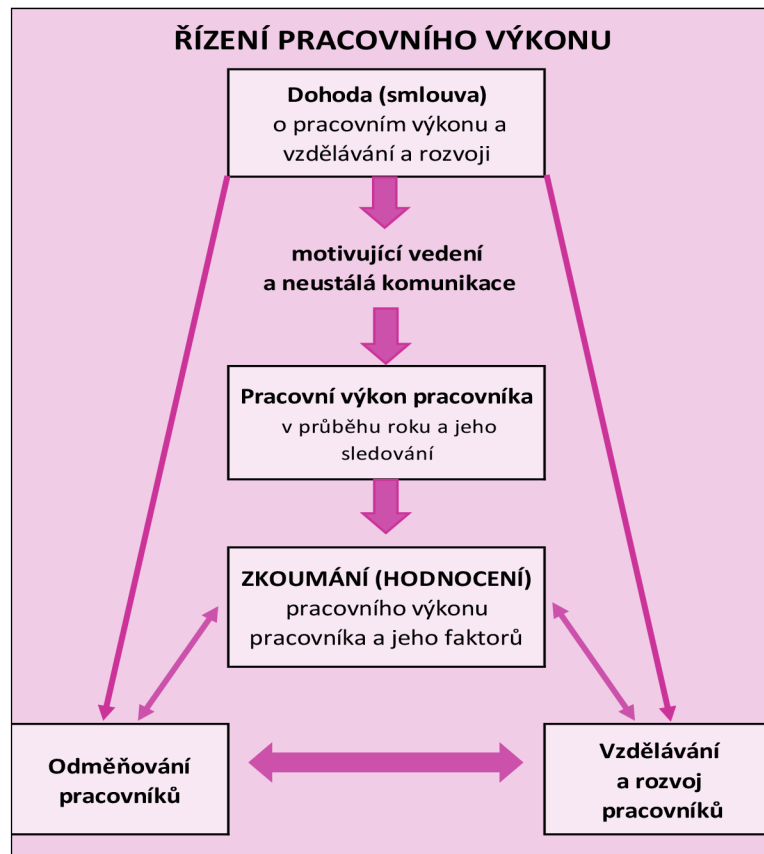 ŘÍZENÍ PRACOVNÍHO VÝKONU
Dohoda (smlouva)
o pracovním výkonu a
vzdělávání a rozvoji
motivující vedení
a neustálá komunikace
Pracovní výkon pracovníka
v průběhu roku a jeho
sledování
ZKOUMÁNÍ (HODNOCENÍ)
pracovního výkonu
pracovníka a jeho faktorů
Odměňování
pracovníků
Vzdělávání
a rozvoj
pracovníků